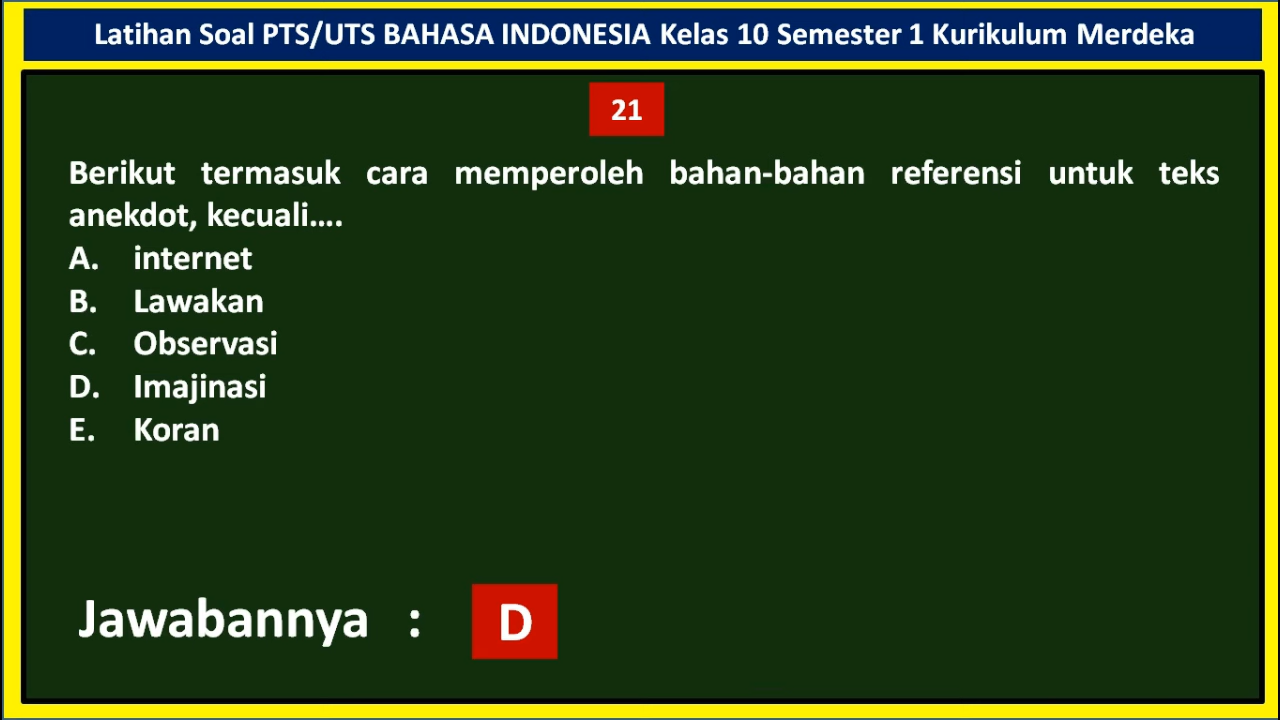 Latihan Soal PTS/UTS BAHASA INDONESIA Kelas 10 Semester 1 Kurikulum Merdeka
21
Berikut termasuk cara memperoleh bahan-bahan referensi untuk teks
anekdot, kecuali....
A. internet
B. Lawakan
C. Observasi
D. Imajinasi
E. Koran
Jawabannya : D